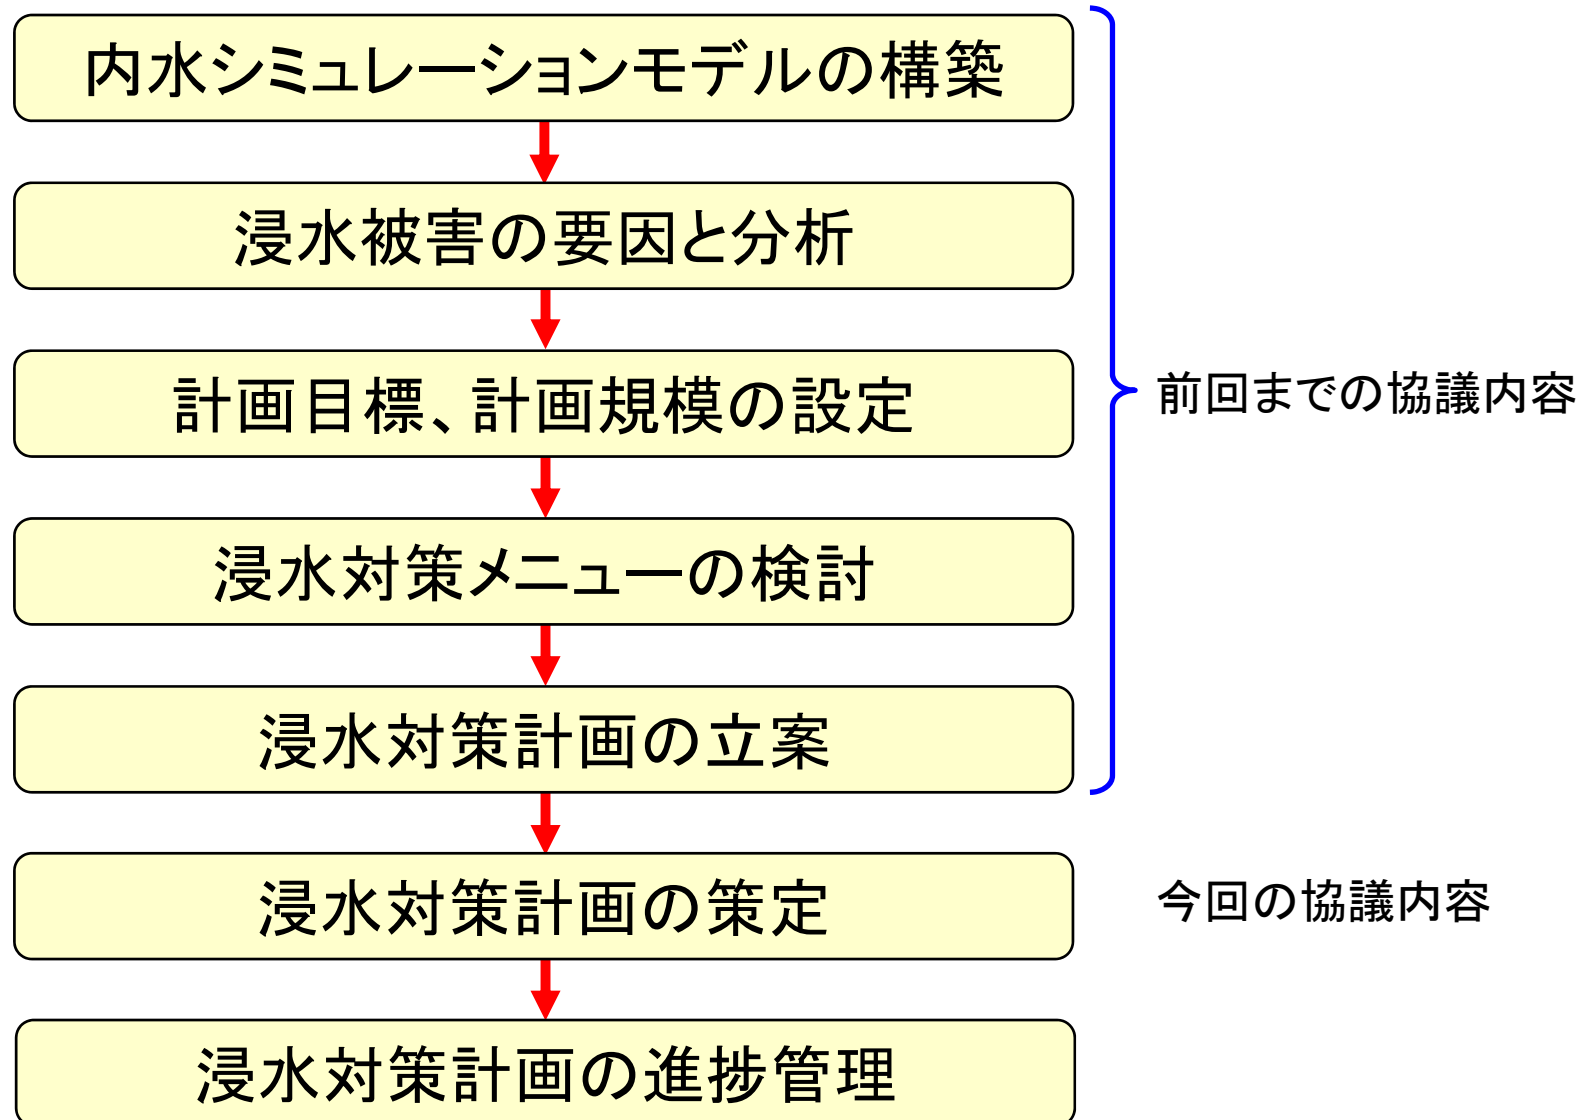 内水シミュレーションモデルの構築
浸水被害の要因と分析
計画目標、計画規模の設定
前回までの協議内容
浸水対策メニューの検討
浸水対策計画の立案
浸水対策計画の策定
今回の協議内容
浸水対策計画の進捗管理